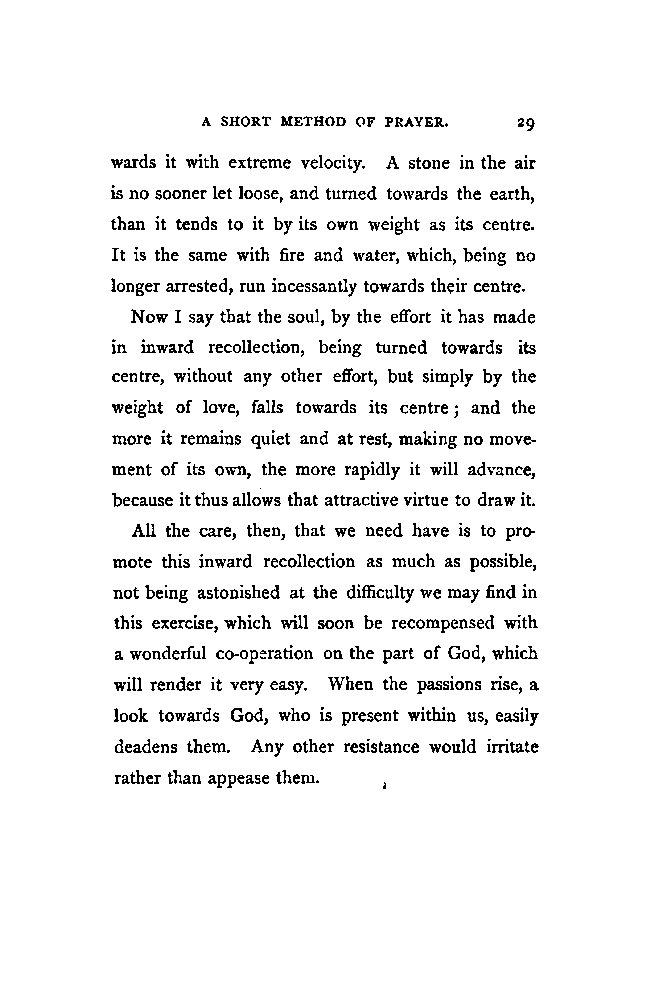 A SHORT METHOD OF PRAYER. 29
wards it with extreme velocity. A stone in the air
is no sooner let loose, and turned towards the earth,
than it tends to it by its own weight as its centre.
It is the same with fire and water, which, being no
longer arrested, run incessantly towards their centre.
Now I say that the soul, by the effort it has made
in inward recollection, being turned towards its
centre, without any other effort, but simply by the
weight of love, falls towards its centre; and the
more it remains quiet and at rest, making no move-
ment of its own, the more rapidly it will advance,
because it thus allows that attractive virtue to draw it.
All the care, then, that we need have is to pro-
mote this inward recollection as much as possible,
not being astonished at the difficulty we may find in
this exercise, which will soon be recompensed with
a wonderful co-operation on the part of God, which
will render it very easy. When the passions rise, a
look towards God, who is present within us, easily
deadens them. Any other resistance would irritate
rather than appease them.